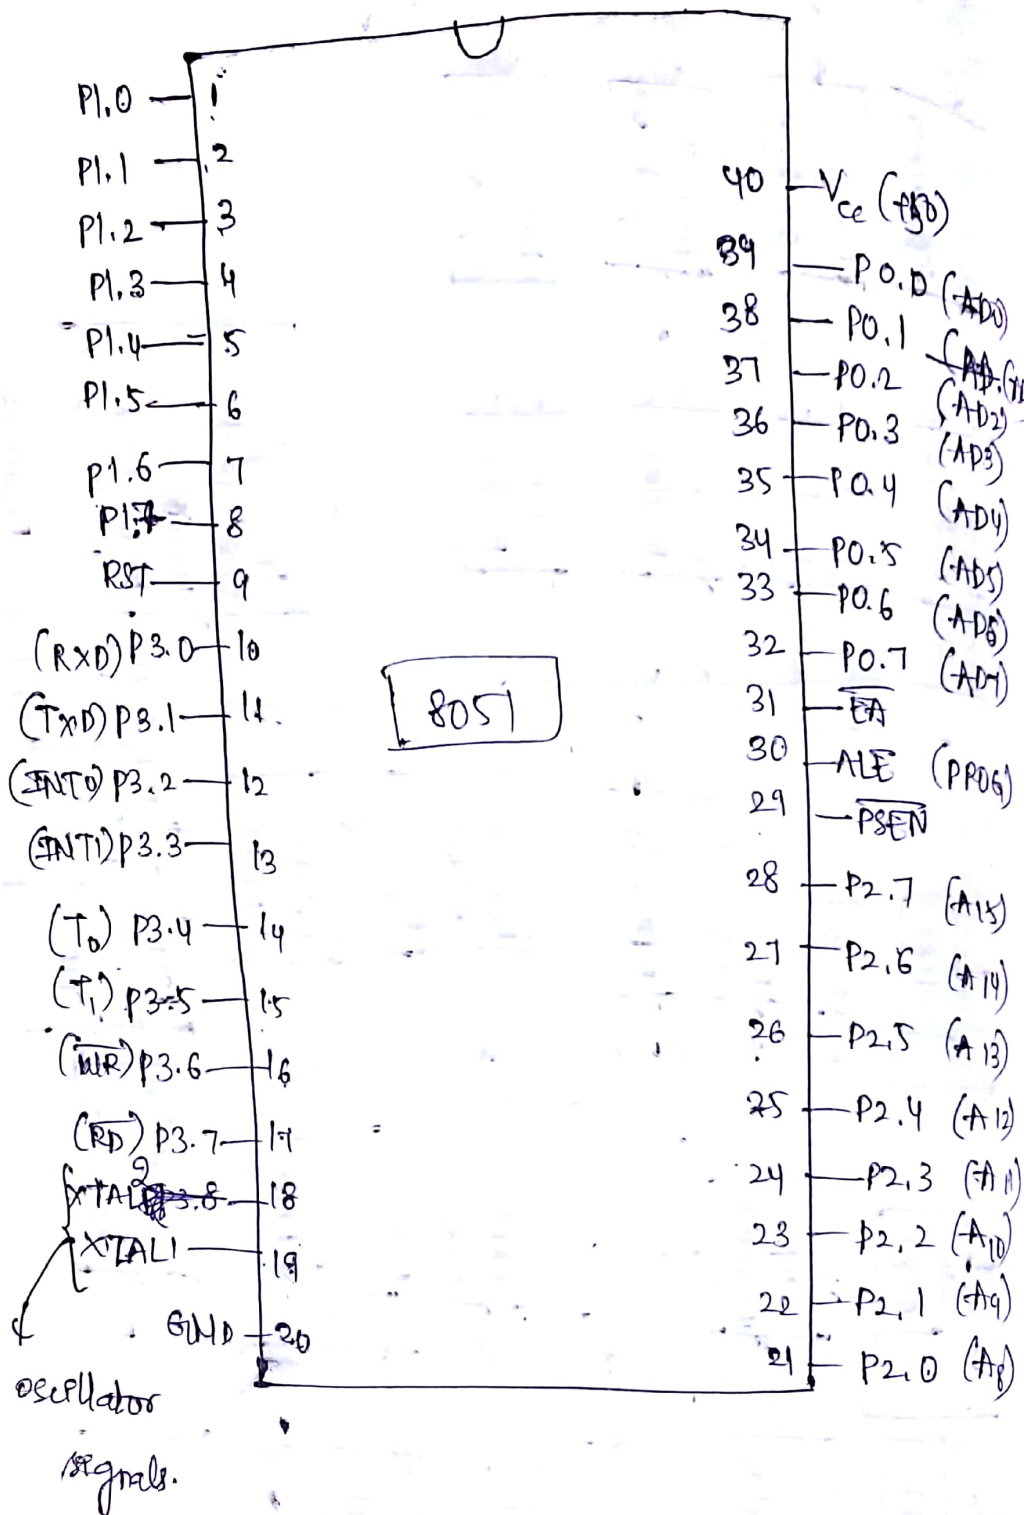 P1.0 1
P1.1 2
P1.2 3
P1.3 4
P1.4 5
P1.5 6
P1.6 7
P1.7 8
RST 9
(RXD) P3.0 10
(TXD) P3.1 11
(INT0) P3.2 12
(INT1) P3.3 13
(T0) P3.4 14
(T1) P3.5 15
(W̅R̅) P3.6 16
(R̅D̅) P3.7 17
XTAL2 18
XTAL1 19
GND 20
oscillator
signals.
8051
40 Vcc
39 P0.0 (AD0)
38 P0.1
37 P0.2 (AD2)
36 P0.3 (AD3)
35 P0.4 (AD4)
34 P0.5 (AD5)
33 P0.6 (AD6)
32 P0.7 (AD7)
31 E̅A̅
30 ALE (PROG)
29 P̅S̅E̅N̅
28 P2.7 (A15)
27 P2.6 (A14)
26 P2.5 (A13)
25 P2.4 (A12)
24 P2.3 (A11)
23 P2.2 (A10)
22 P2.1 (A9)
21 P2.0 (A8)